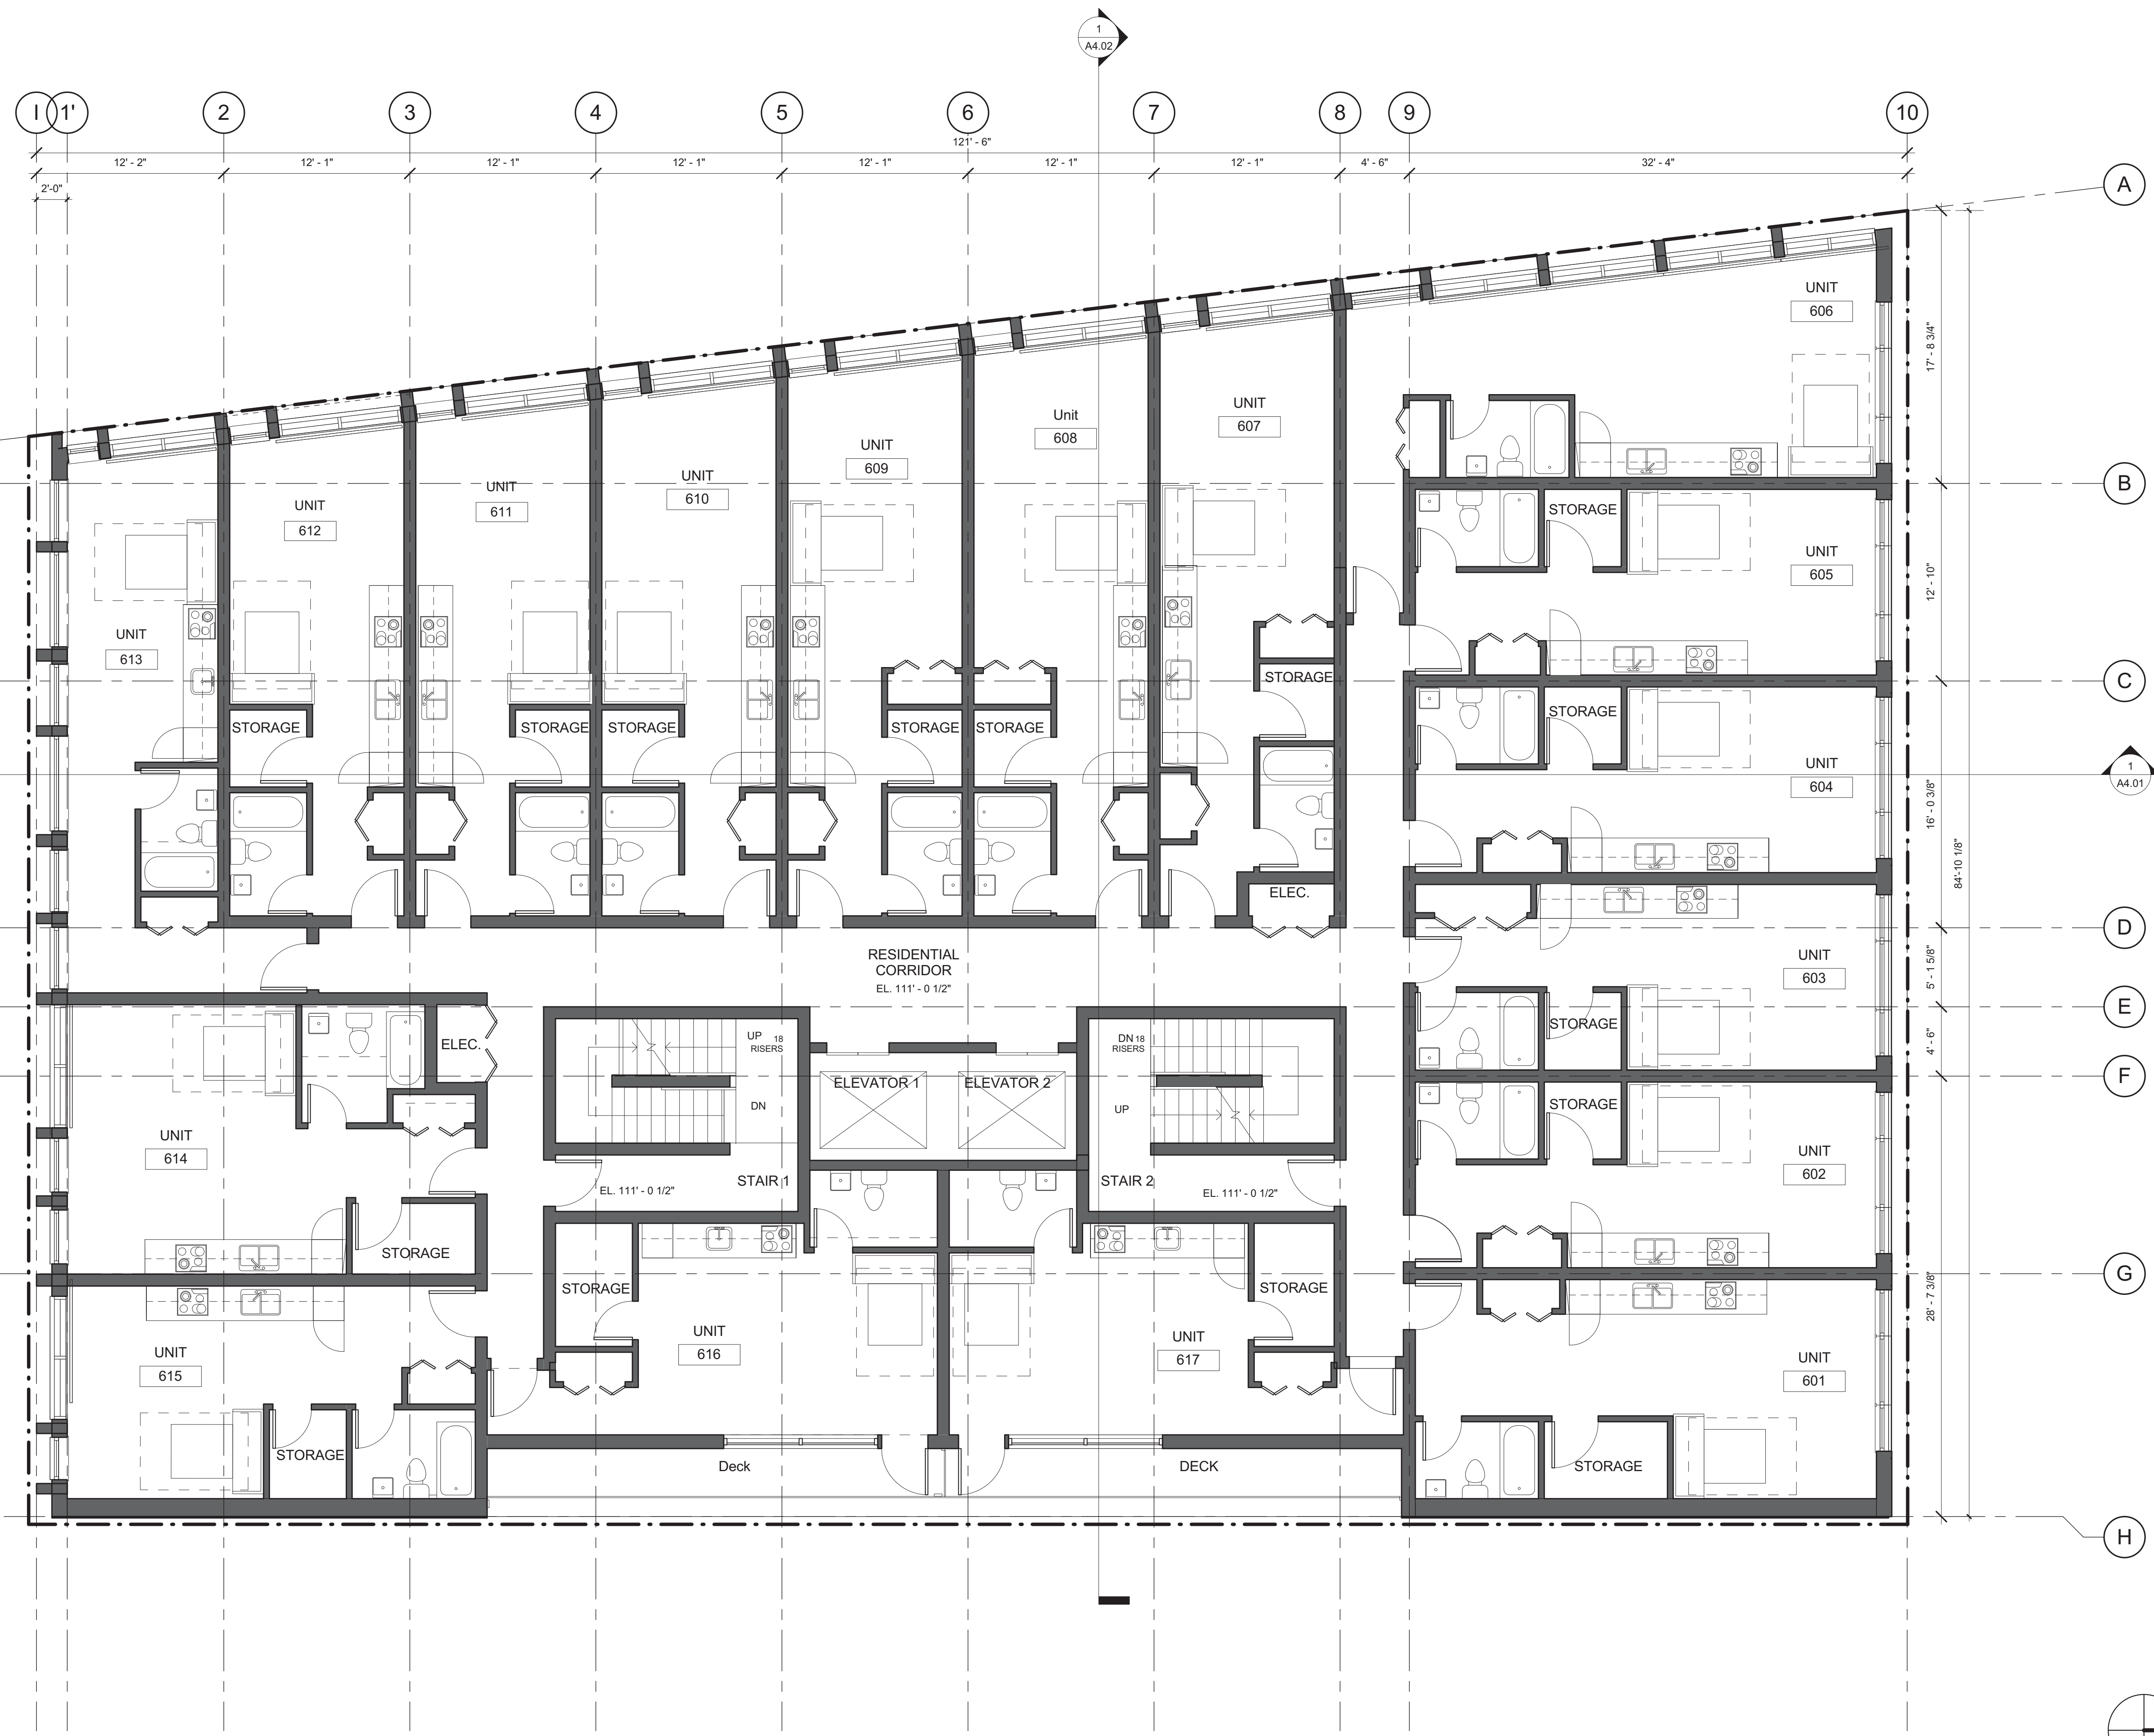 1
A4.02
I
1'
2
3
4
5
6
7
8
9
10
121' - 6"
12' - 2"
12' - 1"
12' - 1"
12' - 1"
12' - 1"
12' - 1"
12' - 1"
4' - 6"
32' - 4"
2'-0"
A
UNIT
606
17' - 8 3/4"
UNIT
607
Unit
608
UNIT
609
UNIT
610
UNIT
611
UNIT
612
B
STORAGE
UNIT
605
12' - 10"
UNIT
613
STORAGE
C
STORAGE
STORAGE
STORAGE
STORAGE
STORAGE
STORAGE
UNIT
604
1
A4.01
16' - 0 3/8"
84'-10 1/8"
ELEC.
D
RESIDENTIAL
CORRIDOR
EL. 111' - 0 1/2"
UNIT
603
5' - 1 5/8"
E
STORAGE
ELEC.
UP 18
RISERS
DN 18
RISERS
4' - 6"
ELEVATOR 1
ELEVATOR 2
F
DN
UP
STORAGE
UNIT
614
UNIT
602
STAIR 1
STAIR 2
EL. 111' - 0 1/2"
EL. 111' - 0 1/2"
STORAGE
G
STORAGE
STORAGE
28' - 7 3/8"
UNIT
616
UNIT
617
UNIT
615
UNIT
601
STORAGE
Deck
DECK
STORAGE
H